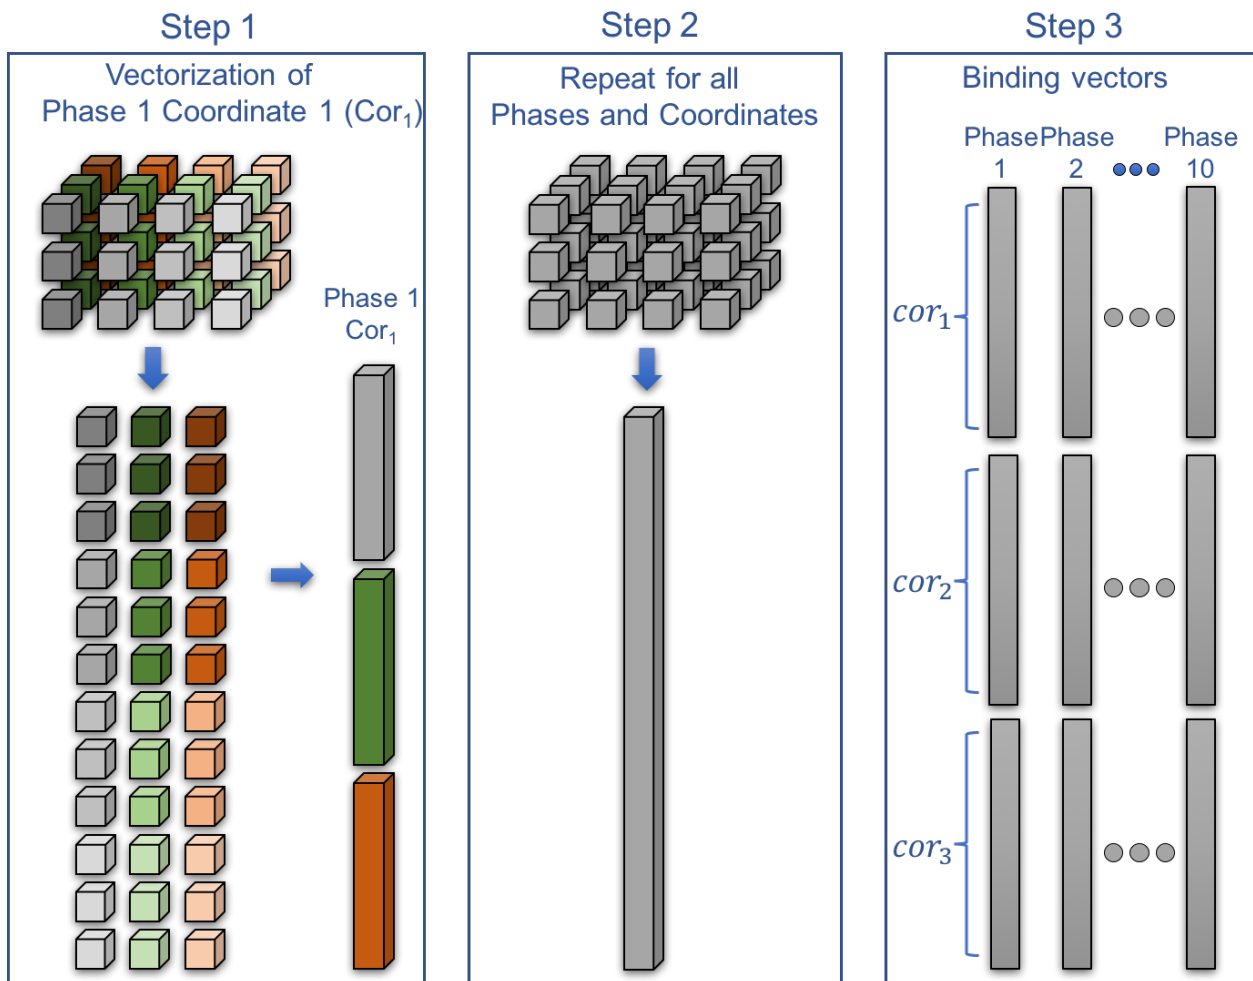 Step 1
Vectorization of
Phase 1 Coordinate 1 (Cor₁)
Phase 1
Cor₁
Step 2
Repeat for all
Phases and Coordinates
Step 3
Binding vectors
Phase Phase Phase
1 2 10
cor₁
cor₂
cor₃